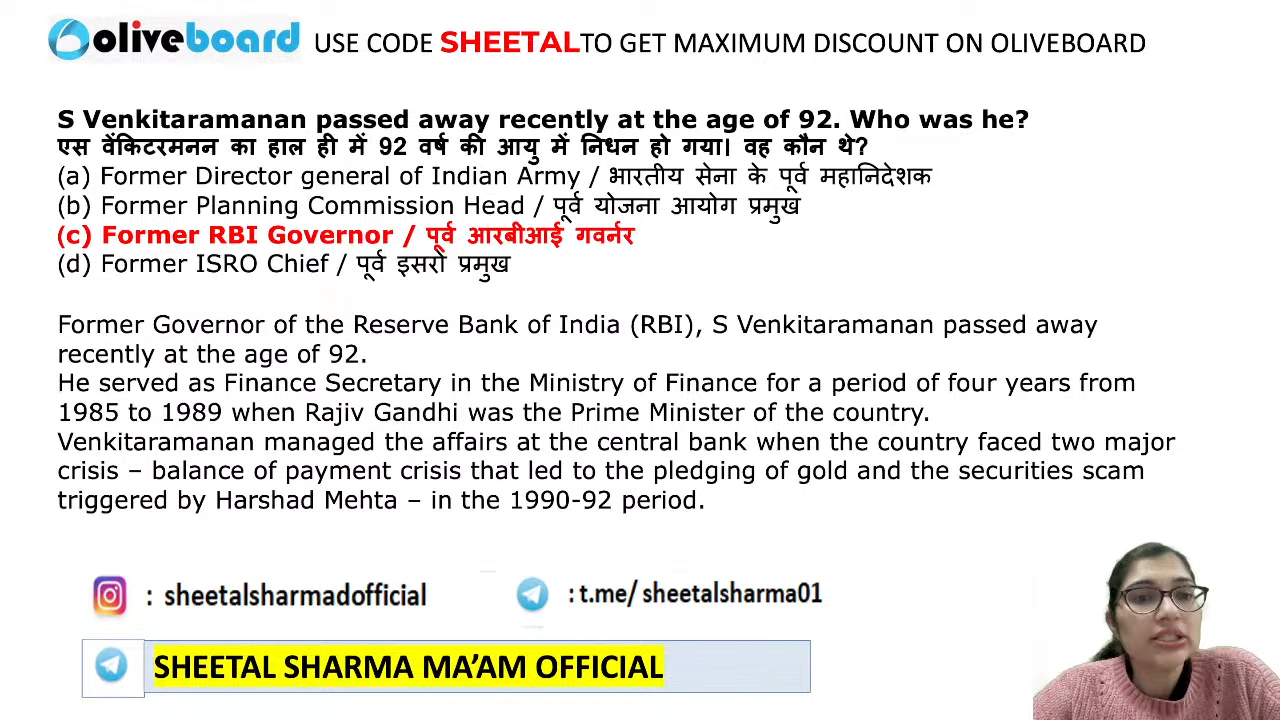 oliveboard USE CODE SHEETAL TO GET MAXIMUM DISCOUNT ON OLIVEBOARD
S Venkitaramanan passed away recently at the age of 92. Who was he?
एस वेंकिटरमनन का हाल ही में 92 वर्ष की आयु में निधन हो गया। वह कौन थे?
(a) Former Director general of Indian Army / भारतीय सेना के पूर्व महानिदेशक
(b) Former Planning Commission Head / पूर्व योजना आयोग प्रमुख
(c) Former RBI Governor / पूर्व आरबीआई गवर्नर
(d) Former ISRO Chief / पूर्व इसरो प्रमुख
Former Governor of the Reserve Bank of India (RBI), S Venkitaramanan passed away
recently at the age of 92.
He served as Finance Secretary in the Ministry of Finance for a period of four years from
1985 to 1989 when Rajiv Gandhi was the Prime Minister of the country.
Venkitaramanan managed the affairs at the central bank when the country faced two major
crisis – balance of payment crisis that led to the pledging of gold and the securities scam
triggered by Harshad Mehta – in the 1990-92 period.
: sheetalsharmadofficial : t.me/ sheetalsharma01
SHEETAL SHARMA MA’AM OFFICIAL